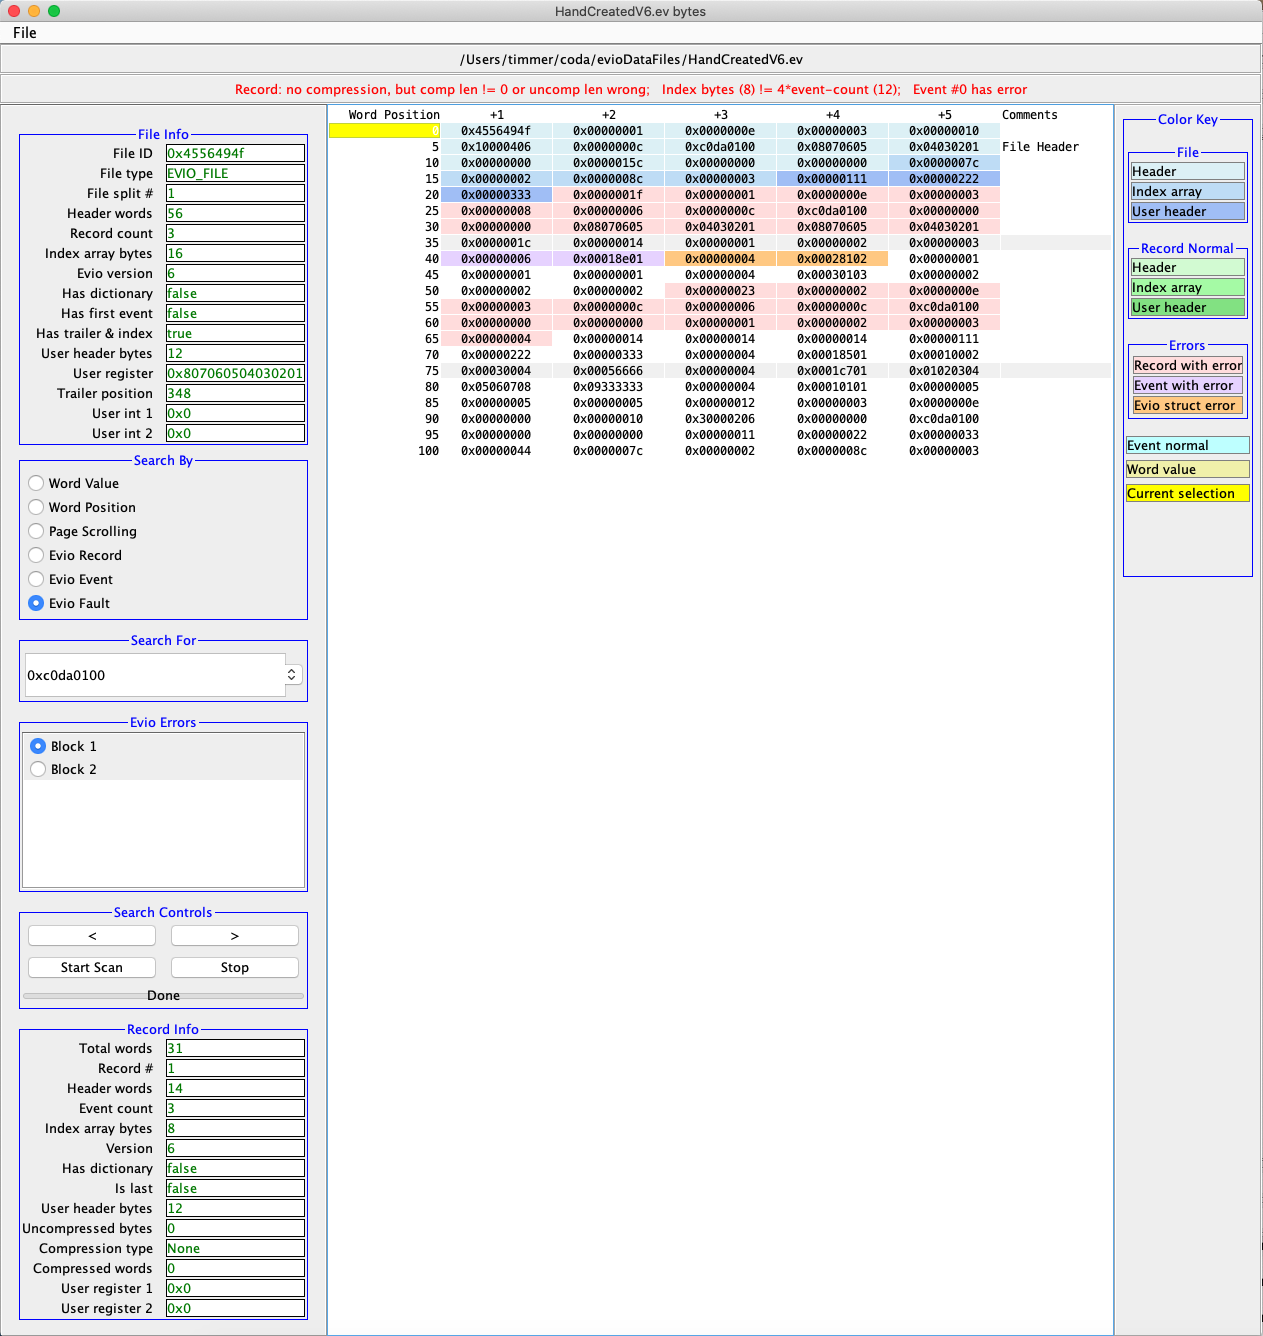 HandCreatedV6.ev bytes
File
/Users/timmer/coda/evioDataFiles/HandCreatedV6.ev
Record: no compression, but comp len != 0 or uncomp len wrong;   Index bytes (8) != 4*event-count (12);   Event #0 has error
File Info
File ID 0x4556494f
File type EVIO_FILE
File split # 1
Header words 56
Record count 3
Index array bytes 16
Evio version 6
Has dictionary false
Has first event false
Has trailer & index true
User header bytes 12
User register 0x807060504030201
Trailer position 348
User int 1 0x0
User int 2 0x0
Search By
Word Value
Word Position
Page Scrolling
Evio Record
Evio Event
Evio Fault
Search For
0xc0da0100
Evio Errors
Block 1
Block 2
Search Controls
< >
Start Scan Stop
Done
Record Info
Total words 31
Record # 1
Header words 14
Event count 3
Index array bytes 8
Version 6
Has dictionary false
Is last false
User header bytes 12
Uncompressed bytes 0
Compression type None
Compressed words 0
User register 1 0x0
User register 2 0x0
Word Position +1 +2 +3 +4 +5 Comments
0 0x4556494f 0x00000001 0x0000000e 0x00000003 0x00000010
5 0x10000406 0x0000000c 0xc0da0100 0x08070605 0x04030201 File Header
10 0x00000000 0x0000015c 0x00000000 0x00000000 0x0000007c
15 0x00000002 0x0000008c 0x00000003 0x00000111 0x00000222
20 0x00000333 0x0000001f 0x00000001 0x0000000e 0x00000003
25 0x00000008 0x00000006 0x0000000c 0xc0da0100 0x00000000
30 0x00000000 0x08070605 0x04030201 0x08070605 0x04030201
35 0x0000001c 0x00000014 0x00000001 0x00000002 0x00000003
40 0x00000006 0x00018e01 0x00000004 0x00028102 0x00000001
45 0x00000001 0x00000001 0x00000004 0x00030103 0x00000002
50 0x00000002 0x00000002 0x00000023 0x00000002 0x0000000e
55 0x00000003 0x0000000c 0x00000006 0x0000000c 0xc0da0100
60 0x00000000 0x00000000 0x00000001 0x00000002 0x00000003
65 0x00000004 0x00000014 0x00000014 0x00000014 0x00000111
70 0x00000222 0x00000333 0x00000004 0x00018501 0x00010002
75 0x00030004 0x00056666 0x00000004 0x0001c701 0x01020304
80 0x05060708 0x09333333 0x00000004 0x00010101 0x00000005
85 0x00000005 0x00000005 0x00000012 0x00000003 0x0000000e
90 0x00000000 0x00000010 0x30000206 0x00000000 0xc0da0100
95 0x00000000 0x00000000 0x00000011 0x00000022 0x00000033
100 0x00000044 0x0000007c 0x00000002 0x0000008c 0x00000003
Color Key
File
Header
Index array
User header
Record Normal
Header
Index array
User header
Errors
Record with error
Event with error
Evio struct error
Event normal
Word value
Current selection